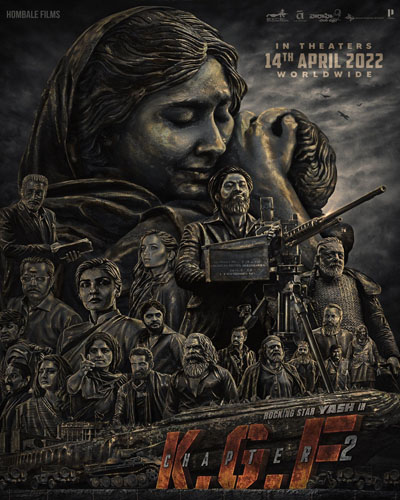 HOMBALE FILMS
IN THEATERS
14TH APRIL 2022
WORLDWIDE
ROCKING STAR YASH IN
K.G.F
CHAPTER 2